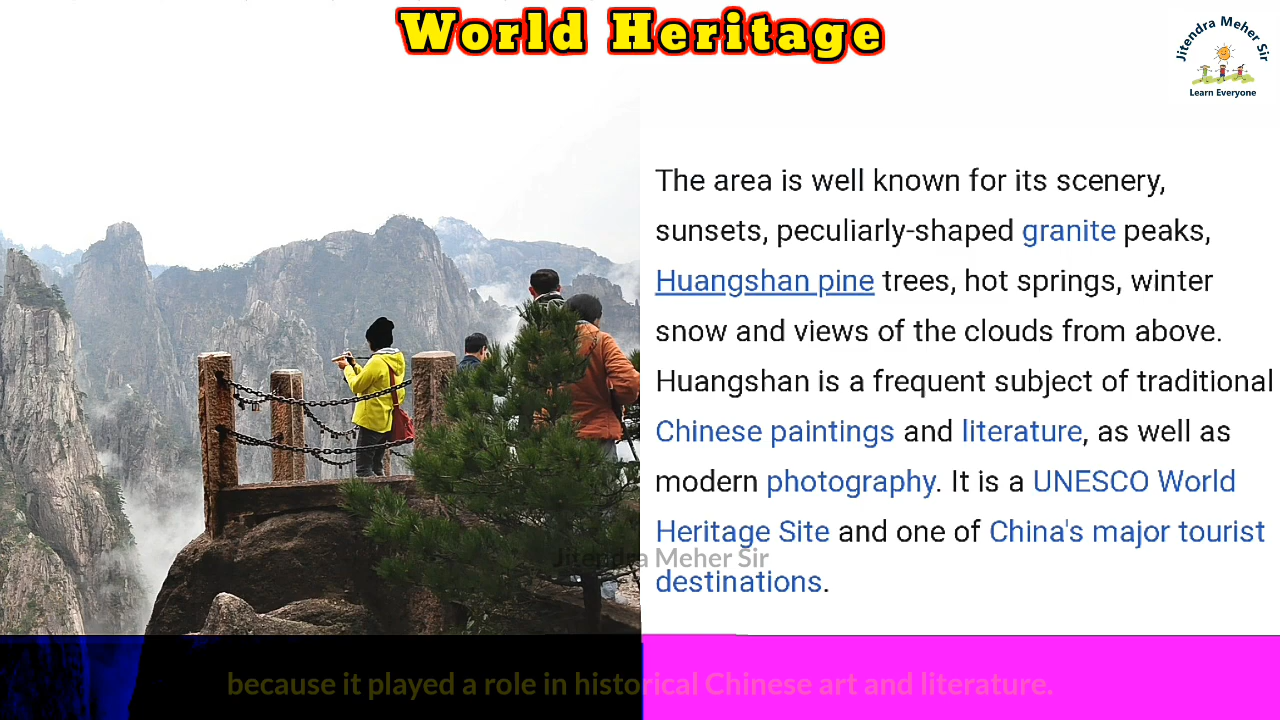 World Heritage
Jitendra Meher Sir
Learn Everyone
The area is well known for its scenery,
sunsets, peculiarly-shaped granite peaks,
Huangshan pine trees, hot springs, winter
snow and views of the clouds from above.
Huangshan is a frequent subject of traditional
Chinese paintings and literature, as well as
modern photography. It is a UNESCO World
Heritage Site and one of China's major tourist
Jitendra Meher Sir
destinations.
because it played a role in historical Chinese art and literature.